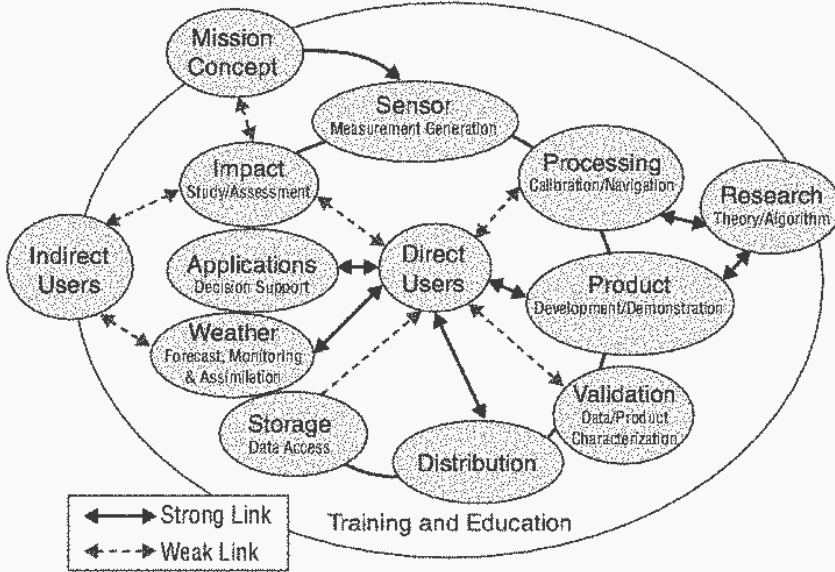 Mission
Concept
Sensor
Measurement Generation
Impact
Study/Assessment
Processing
Calibration/Navigation
Research
Theory/Algorithm
Indirect
Users
Applications
Decision Support
Direct
Users
Product
Development/Demonstration
Weather
Forecast, Monitoring
& Assimilation
Validation
Data/Product
Characterization
Storage
Data Access
Distribution
Strong Link
Weak Link
Training and Education